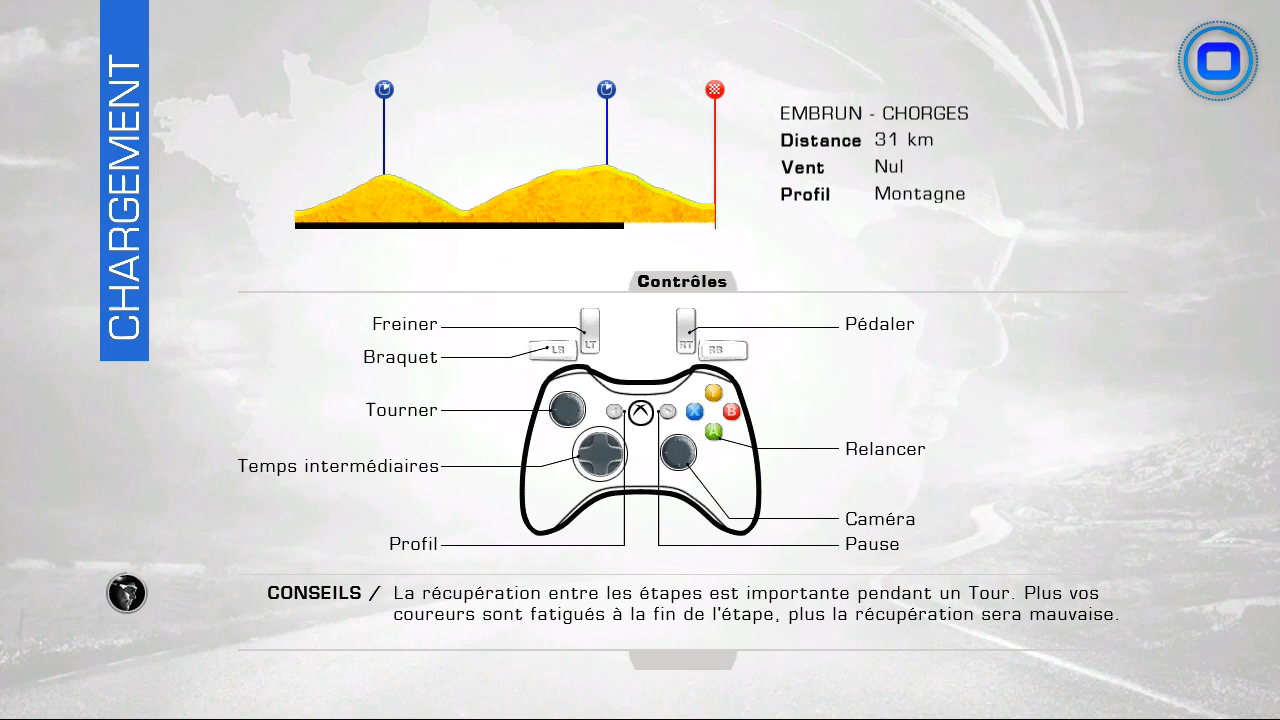 CHARGEMENT
EMBRUN - CHORGES
Distance 31 km
Vent Nul
Profil Montagne
Contrôles
Freiner
Pédaler
LT
RT
Braquet
LB
RB
Y
X
B
A
Tourner
Relancer
Temps intermédiaires
Caméra
Profil
Pause
CONSEILS / La récupération entre les étapes est importante pendant un Tour. Plus vos
coureurs sont fatigués à la fin de l'étape, plus la récupération sera mauvaise.